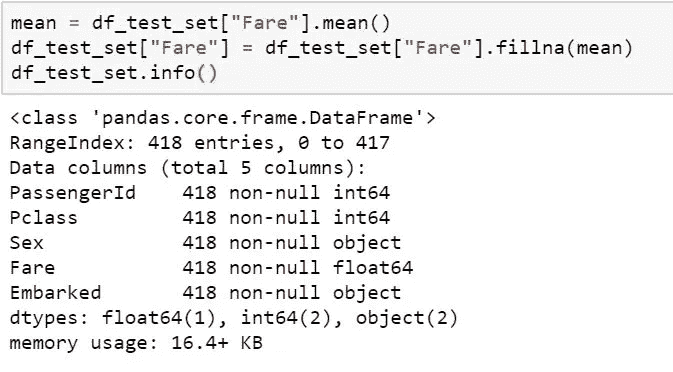 mean = df_test_set["Fare"].mean()
df_test_set["Fare"] = df_test_set["Fare"].fillna(mean)
df_test_set.info()
<class 'pandas.core.frame.DataFrame'>
RangeIndex: 418 entries, 0 to 417
Data columns (total 5 columns):
PassengerId    418 non-null int64
Pclass         418 non-null int64
Sex            418 non-null object
Fare           418 non-null float64
Embarked       418 non-null object
dtypes: float64(1), int64(2), object(2)
memory usage: 16.4+ KB